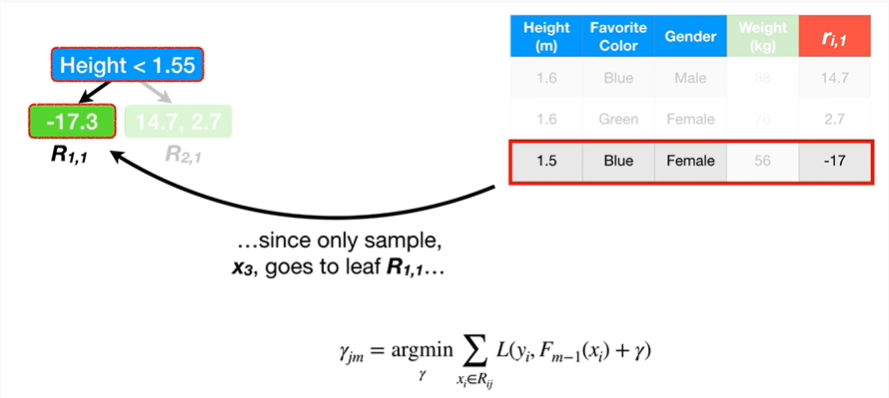 Height < 1.55
-17.3
14.7, 2.7
R1,1
R2,1
Height (m) Favorite Color Gender Weight (kg) ri,1
1.6 Blue Male 88 14.7
1.6 Green Female 76 2.7
1.5 Blue Female 56 -17
…since only sample,
x3, goes to leaf R1,1…
γjm = argmin γ ∑ xi∈Rij L(yi, Fm−1(xi) + γ)